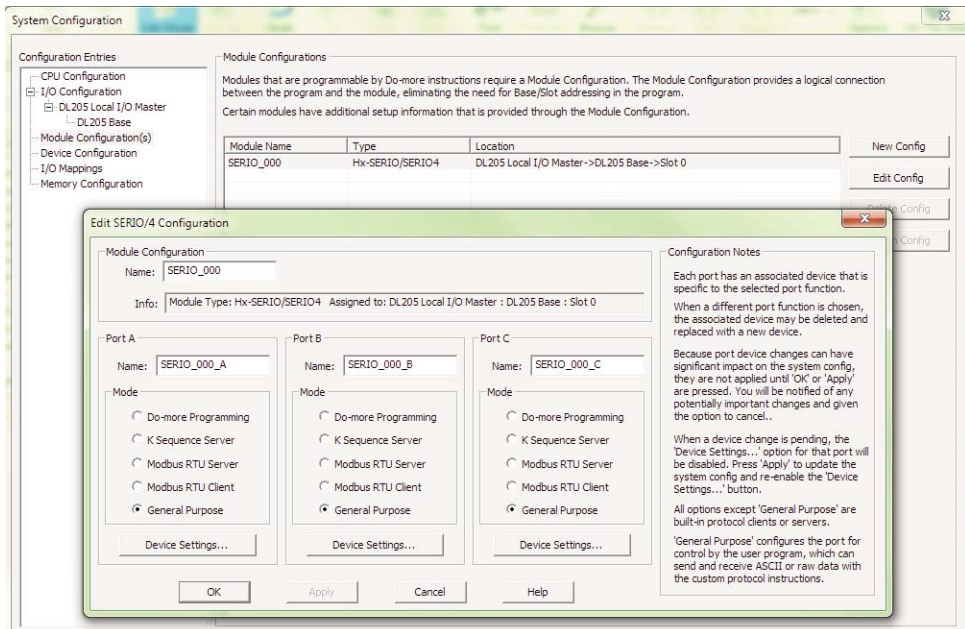 System Configuration
Configuration Entries
CPU Configuration
I/O Configuration
DL205 Local I/O Master
DL205 Base
Module Configuration(s)
Device Configuration
I/O Mappings
Memory Configuration
Module Configurations
Modules that are programmable by Do-more instructions require a Module Configuration. The Module Configuration provides a logical connection
between the program and the module, eliminating the need for Base/Slot addressing in the program.
Certain modules have additional setup information that is provided through the Module Configuration.
Module Name Type Location
SERIO_000 Hx-SERIO/SERIO4 DL205 Local I/O Master->DL205 Base->Slot 0
New Config
Edit Config
Config
Config
Edit SERIO/4 Configuration
Module Configuration
Name: SERIO_000
Info: Module Type: Hx-SERIO/SERIO4 Assigned to: DL205 Local I/O Master : DL205 Base : Slot 0
Port A
Name: SERIO_000_A
Mode
Do-more Programming
K Sequence Server
Modbus RTU Server
Modbus RTU Client
General Purpose
Device Settings...
Port B
Name: SERIO_000_B
Mode
Do-more Programming
K Sequence Server
Modbus RTU Server
Modbus RTU Client
General Purpose
Device Settings...
Port C
Name: SERIO_000_C
Mode
Do-more Programming
K Sequence Server
Modbus RTU Server
Modbus RTU Client
General Purpose
Device Settings...
Configuration Notes
Each port has an associated device that is
specific to the selected port function.
When a different port function is chosen,
the associated device may be deleted and
replaced with a new device.
Because port device changes can have
significant impact on the system config,
they are not applied until 'OK' or 'Apply'
are pressed. You will be notified of any
potentially important changes and given
the option to cancel..
When a device change is pending, the
'Device Settings...' option for that port will
be disabled. Press 'Apply' to update the
system config and re-enable the 'Device
Settings...' button.
All options except 'General Purpose' are
built-in protocol clients or servers.
'General Purpose' configures the port for
control by the user program, which can
send and receive ASCII or raw data with
the custom protocol instructions.
OK
Apply
Cancel
Help